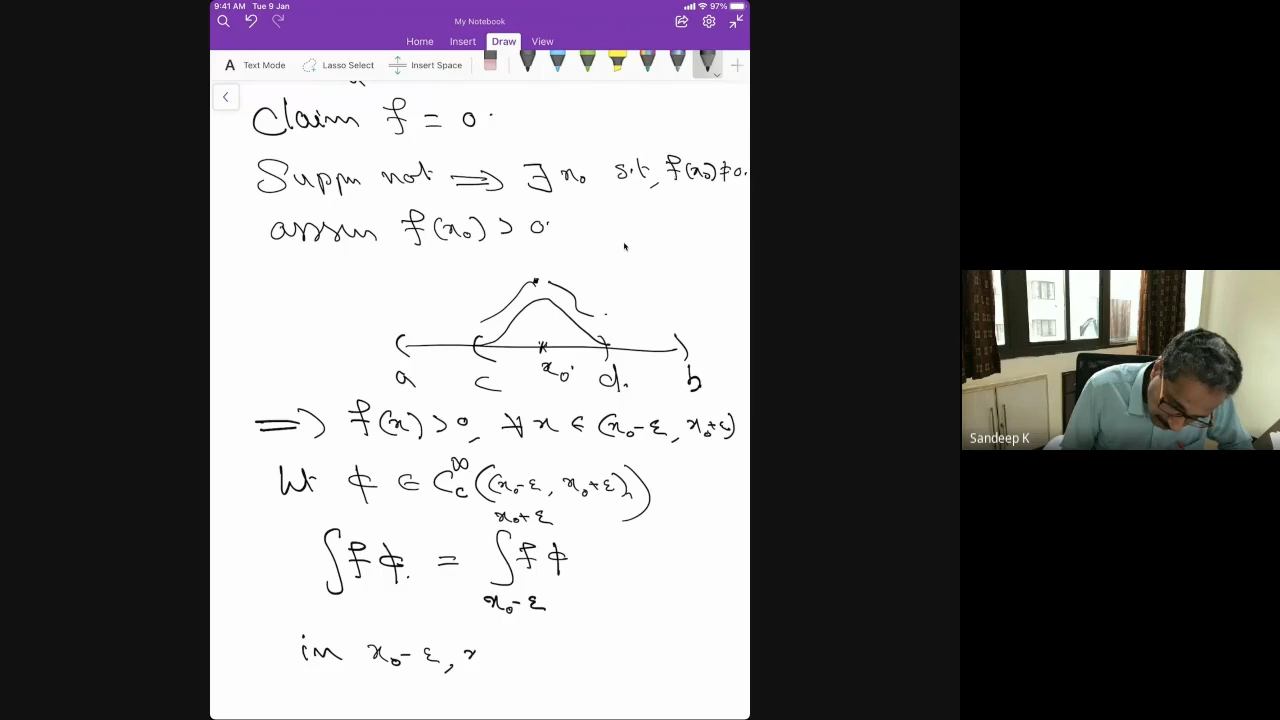 9:41 AM Tue 9 Jan
97%
My Notebook
Home Insert Draw View
A Text Mode Lasso Select Insert Space
Claim f = 0.
not ⟹ ∃ x₀ s.t, f(x₀) ≠ 0.
assum f(x₀) > 0.
a c x₀ d. b
⟹ f(x) > 0, ∀ x ∈ (x₀-ε, x₀+ε)
Let ϕ ∈ C_c^∞((x₀-ε, x₀+ε))
∫fϕ. = ∫_{x₀-ε}^{x₀+ε} fϕ
in x₀-ε, x
Sandeep K